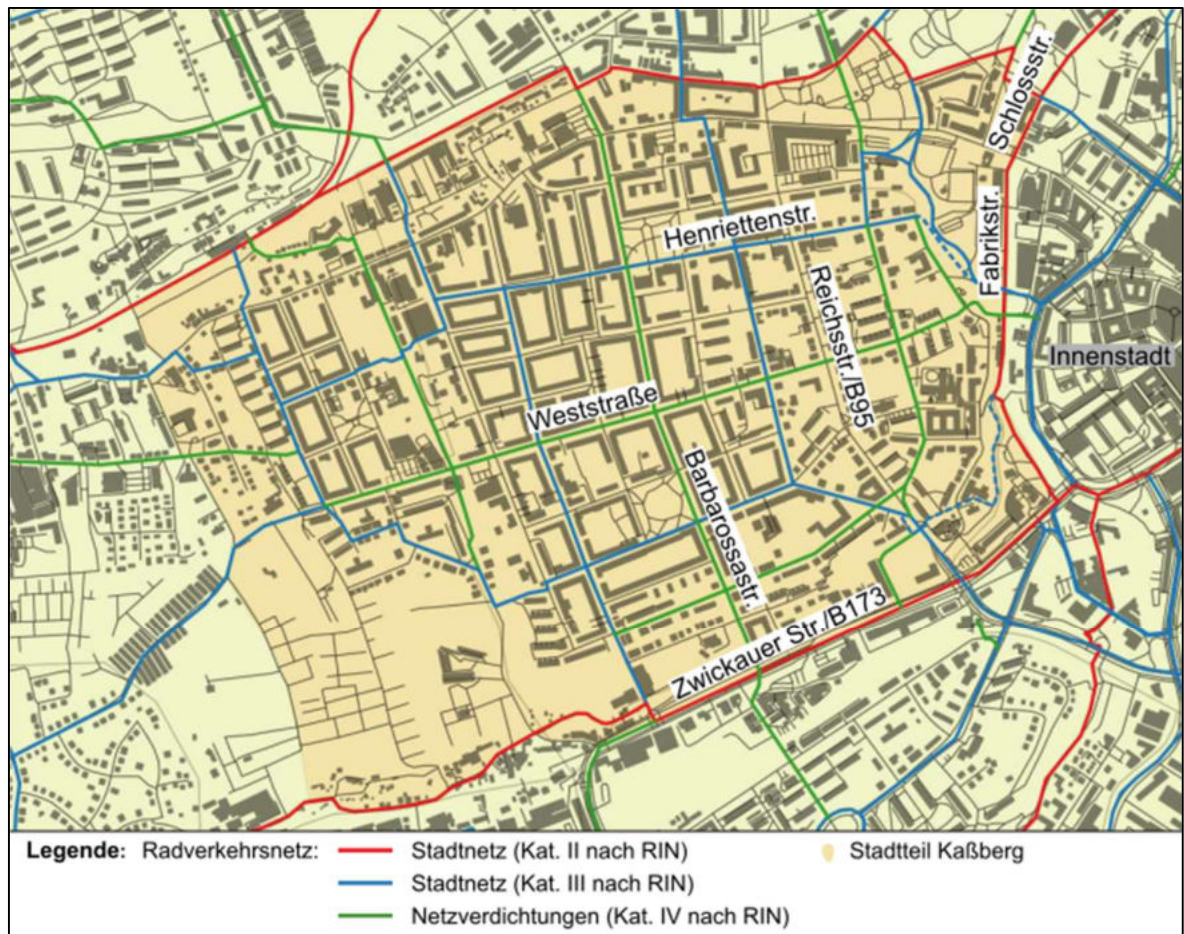 Schlossstr.
Fabrikstr.
Henriettenstr.
Reichsstr./B95
Innenstadt
Weststraße
Barbarossastr.
Zwickauer Str./B173
Legende: Radverkehrsnetz:
Stadtnetz (Kat. II nach RIN)
Stadtteil Kaßberg
Stadtnetz (Kat. III nach RIN)
Netzverdichtungen (Kat. IV nach RIN)